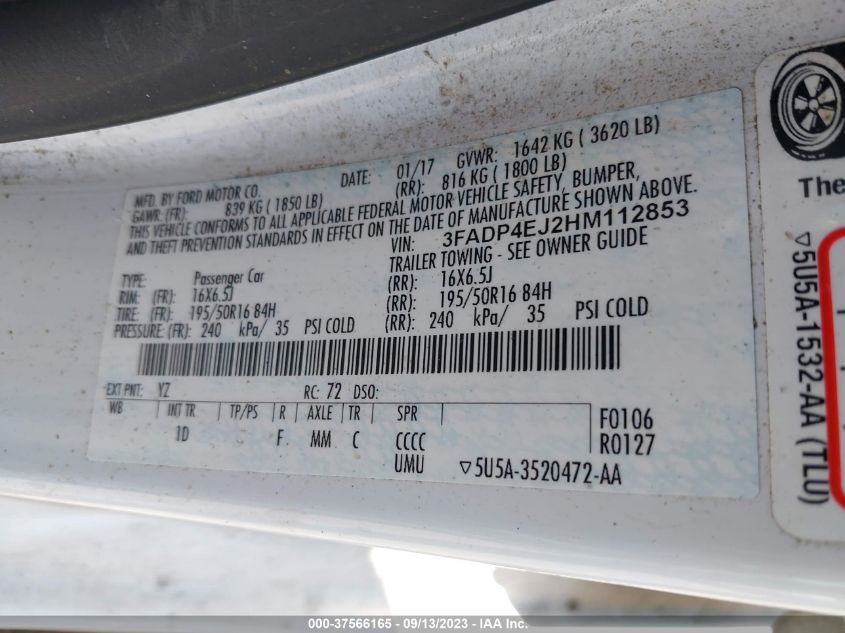 MFD. BY FORD MOTOR CO.
DATE: 01/17 GVWR: 1642 KG ( 3620 LB)
GAWR: (FR): 839 KG ( 1850 LB) (RR): 816 KG ( 1800 LB)
THIS VEHICLE CONFORMS TO ALL APPLICABLE FEDERAL MOTOR VEHICLE SAFETY, BUMPER,
AND THEFT PREVENTION STANDARDS IN EFFECT ON THE DATE OF MANUFACTURE SHOWN ABOVE.
VIN: 3FADP4EJ2HM112853
TRAILER TOWING - SEE OWNER GUIDE
TYPE: Passenger Car
RIM: (FR): 16X6.5J (RR): 16X6.5J
TIRE: (FR): 195/50R16 84H (RR): 195/50R16 84H
PRESSURE: (FR): 240 kPa/ 35 PSI COLD (RR): 240 kPa/ 35 PSI COLD
EXT PNT: YZ RC: 72 DSO:
WB INT TR TP/PS R AXLE TR SPR
1D F MM C CCCC
UMU
F0106
R0127
▽5U5A-3520472-AA
The
▽5U5A-1532-AA (TLU)
000-37566165 - 09/13/2023 - IAA Inc.